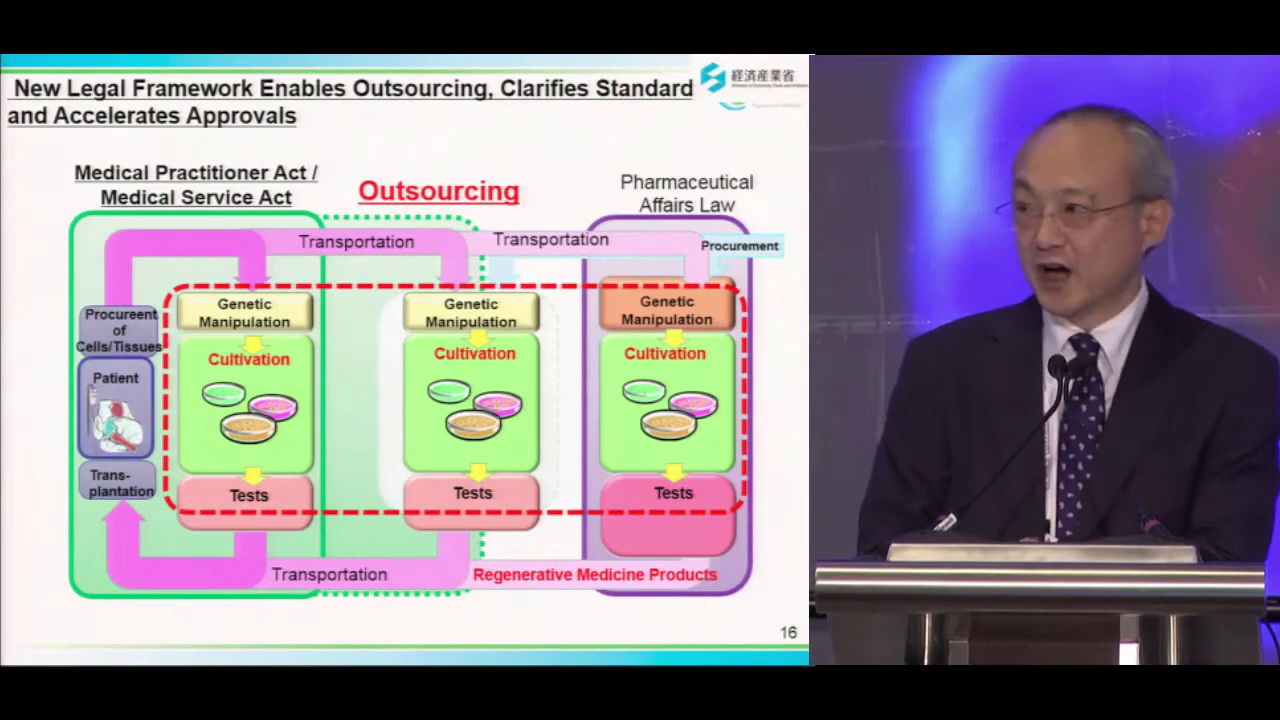 New Legal Framework Enables Outsourcing, Clarifies Standard
and Accelerates Approvals
経済産業省
Medical Practitioner Act /
Medical Service Act
Outsourcing
Pharmaceutical
Affairs Law
Transportation
Transportation
Procurement
Procureent
of
Cells/Tissues
Patient
Trans-
plantation
Genetic
Manipulation
Cultivation
Tests
Genetic
Manipulation
Cultivation
Tests
Genetic
Manipulation
Cultivation
Tests
Transportation
Regenerative Medicine Products
16